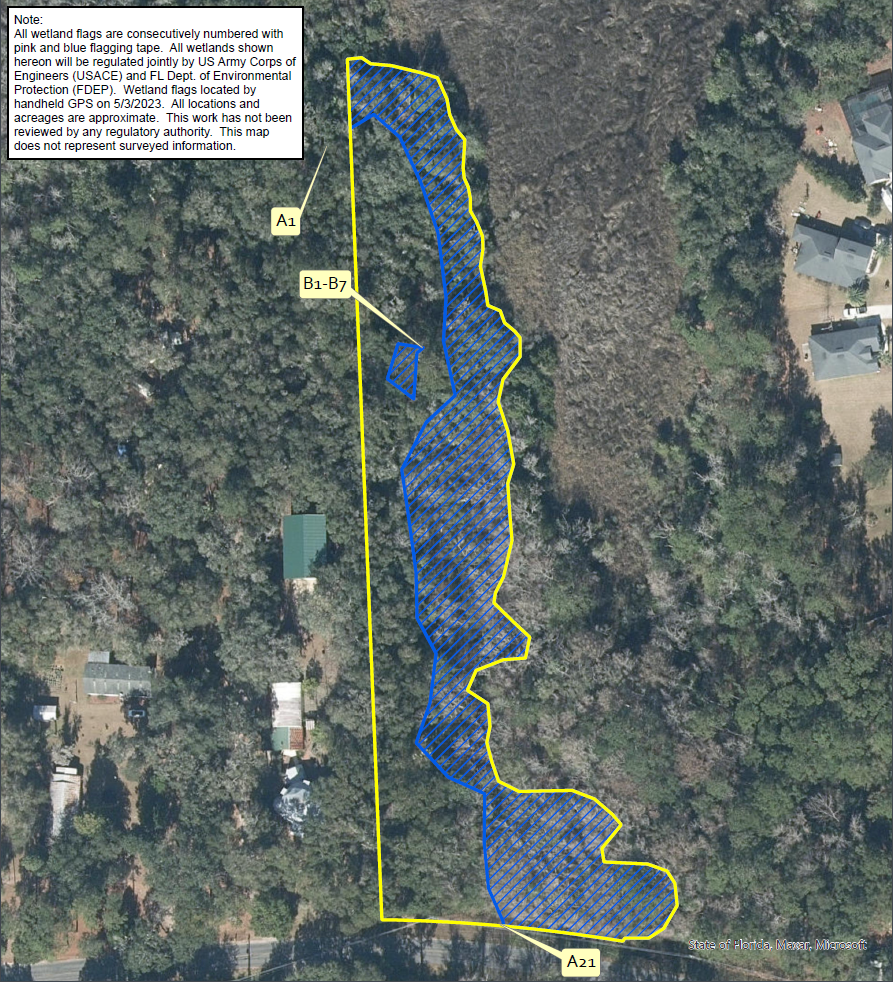 Note:
All wetland flags are consecutively numbered with
pink and blue flagging tape.  All wetlands shown
hereon will be regulated jointly by US Army Corps of
Engineers (USACE) and FL Dept. of Environmental
Protection (FDEP).  Wetland flags located by
handheld GPS on 5/3/2023.  All locations and
acreages are approximate.  This work has not been
reviewed by any regulatory authority.  This map
does not represent surveyed information.
A1
B1-B7
State of Florida, Maxar, Microsoft
A21